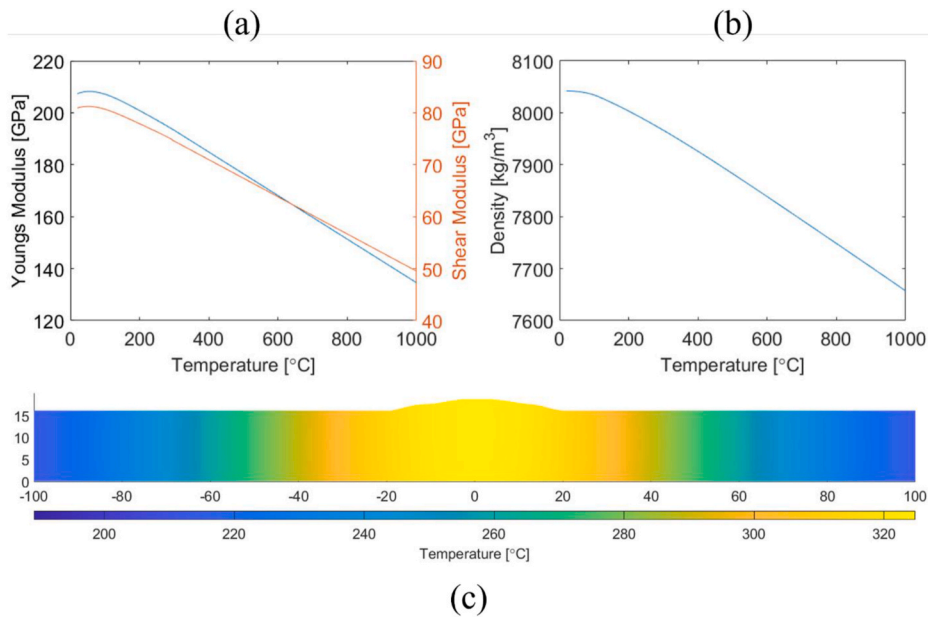 (a)
(b)
220
200
180
160
140
120
Youngs Modulus [GPa]
90
80
70
60
50
40
Shear Modulus [GPa]
0 200 400 600 800 1000
Temperature [°C]
8100
8000
7900
7800
7700
7600
Density [kg/m³]
0 200 400 600 800 1000
Temperature [°C]
15
10
5
0
-100 -80 -60 -40 -20 0 20 40 60 80 100
200 220 240 260 280 300 320
Temperature [°C]
(c)